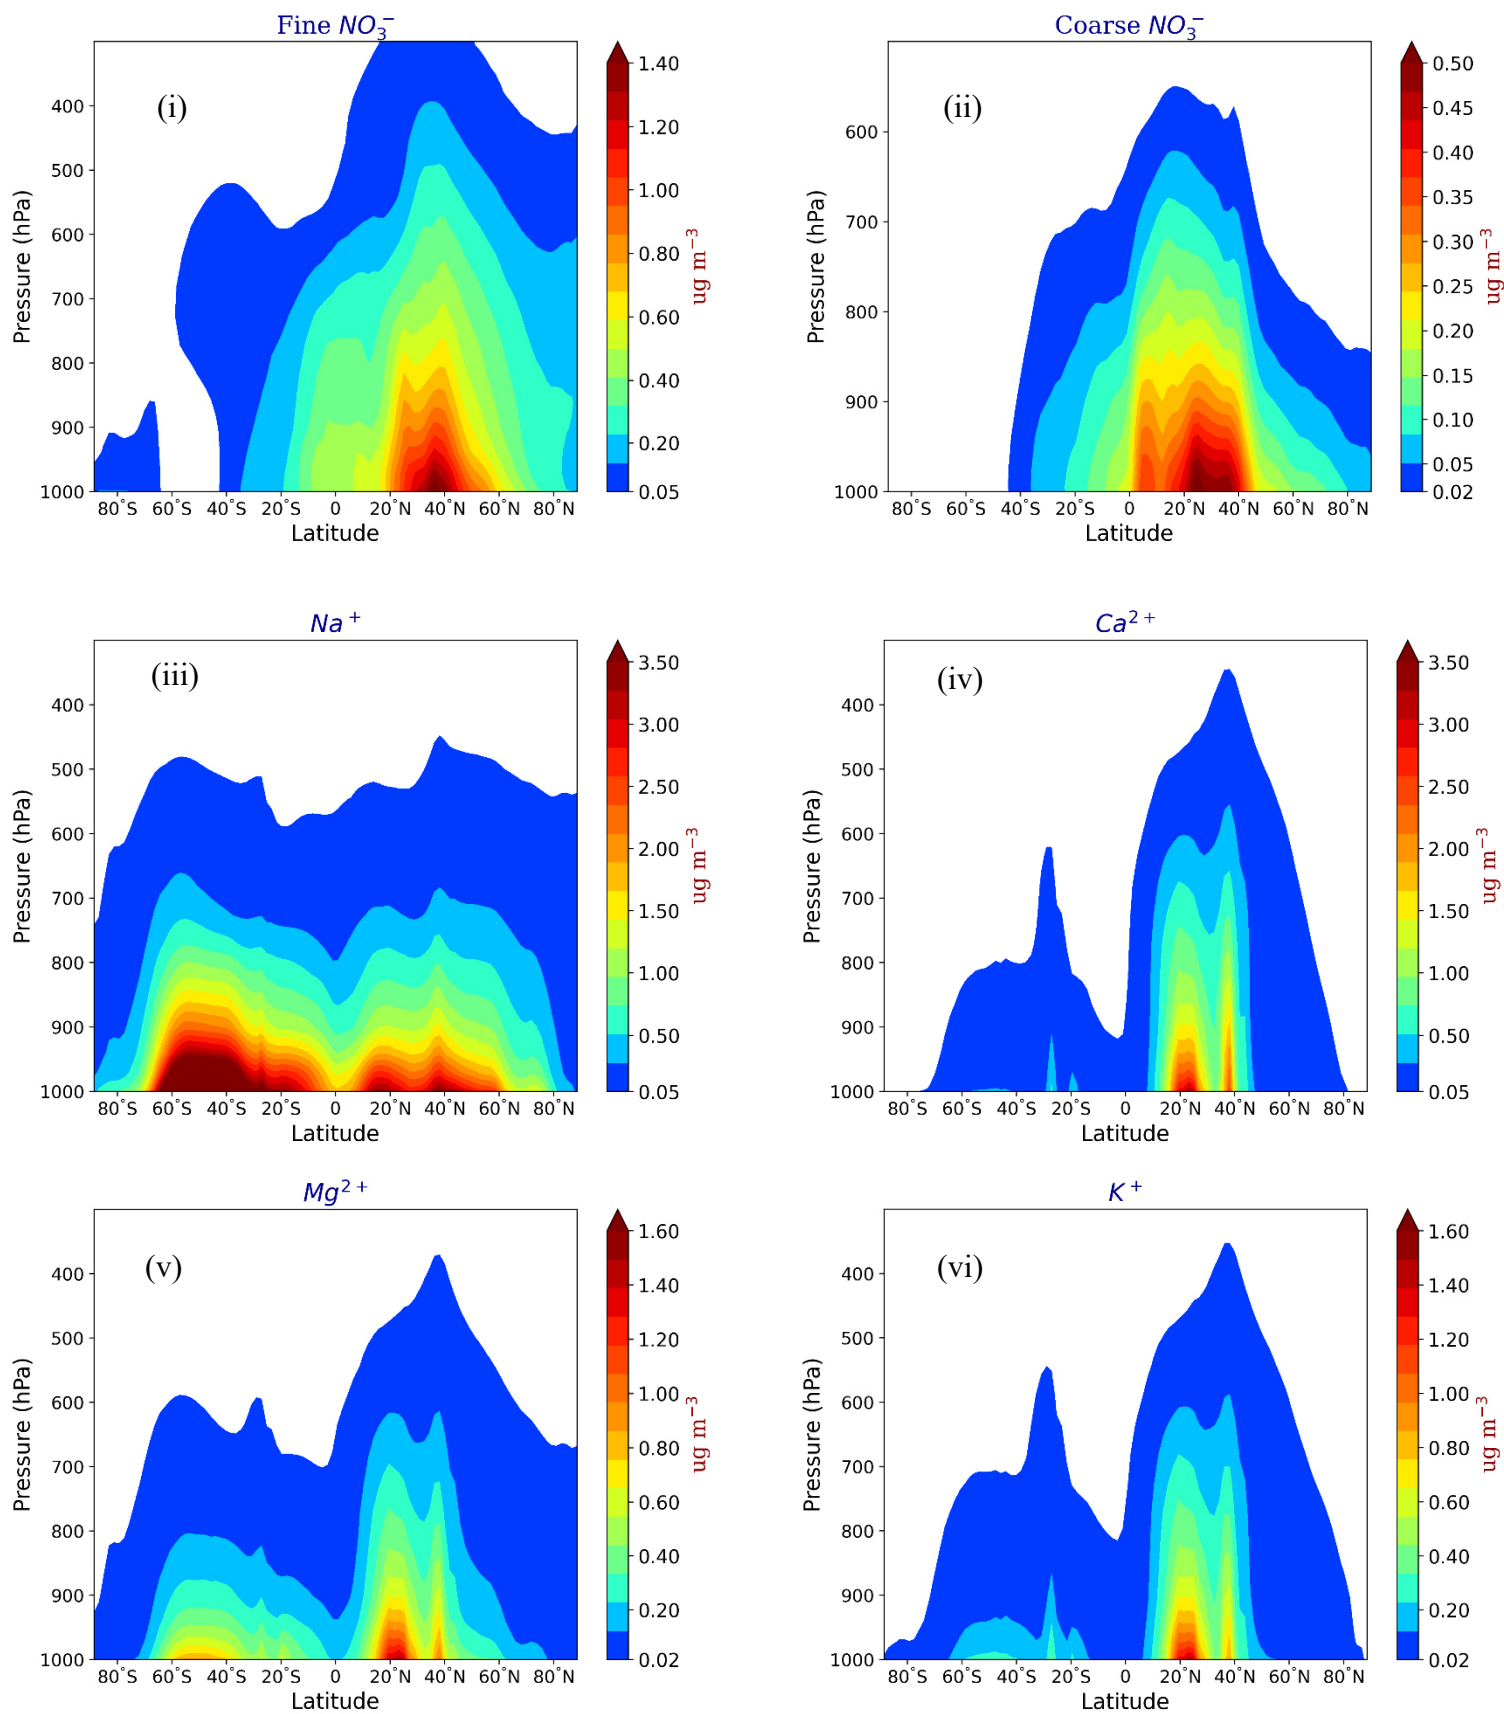 Fine NO₃⁻
(i)
Pressure (hPa)
400
500
600
700
800
900
1000
80°S 60°S 40°S 20°S 0 20°N 40°N 60°N 80°N
Latitude
1.40
1.20
1.00
0.80
0.60
0.40
0.20
0.05
ug m⁻³
Coarse NO₃⁻
(ii)
Pressure (hPa)
600
700
800
900
1000
80°S 60°S 40°S 20°S 0 20°N 40°N 60°N 80°N
Latitude
0.50
0.45
0.40
0.35
0.30
0.25
0.20
0.15
0.10
0.05
0.02
ug m⁻³
Na⁺
(iii)
Pressure (hPa)
400
500
600
700
800
900
1000
80°S 60°S 40°S 20°S 0 20°N 40°N 60°N 80°N
Latitude
3.50
3.00
2.50
2.00
1.50
1.00
0.50
0.05
ug m⁻³
Ca²⁺
(iv)
Pressure (hPa)
400
500
600
700
800
900
1000
80°S 60°S 40°S 20°S 0 20°N 40°N 60°N 80°N
Latitude
3.50
3.00
2.50
2.00
1.50
1.00
0.50
0.05
ug m⁻³
Mg²⁺
(v)
Pressure (hPa)
400
500
600
700
800
900
1000
80°S 60°S 40°S 20°S 0 20°N 40°N 60°N 80°N
Latitude
1.60
1.40
1.20
1.00
0.80
0.60
0.40
0.20
0.02
ug m⁻³
K⁺
(vi)
Pressure (hPa)
400
500
600
700
800
900
1000
80°S 60°S 40°S 20°S 0 20°N 40°N 60°N 80°N
Latitude
1.60
1.40
1.20
1.00
0.80
0.60
0.40
0.20
0.02
ug m⁻³